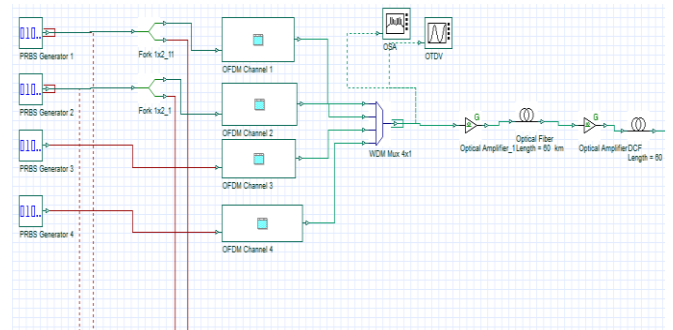 PRBS Generator 1
Fork 1x2_11
OFDM Channel 1
OSA
OTDV
PRBS Generator 2
Fork 1x2_1
OFDM Channel 2
WDM Mux 4x1
G
Optical Amplifier_1
Optical Fiber
Length = 60 km
G
Optical Amplifier
DCF
Length = 60
PRBS Generator 3
OFDM Channel 3
PRBS Generator 4
OFDM Channel 4